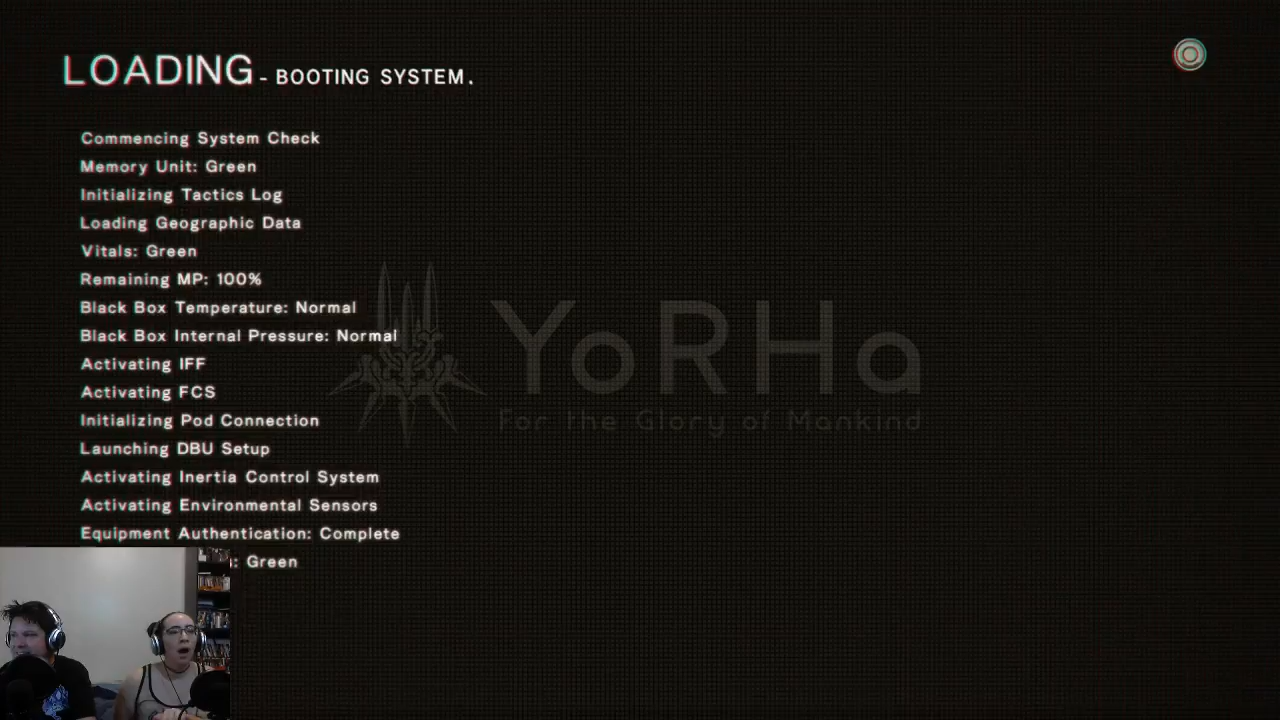 LOADING - BOOTING SYSTEM.
Commencing System Check
Memory Unit: Green
Initializing Tactics Log
Loading Geographic Data
Vitals: Green
Remaining MP: 100%
Black Box Temperature: Normal
Black Box Internal Pressure: Normal
Activating IFF
Activating FCS
Initializing Pod Connection
Launching DBU Setup
Activating Inertia Control System
Activating Environmental Sensors
Equipment Authentication: Complete
: Green
YoRHa
For the Glory of Mankind